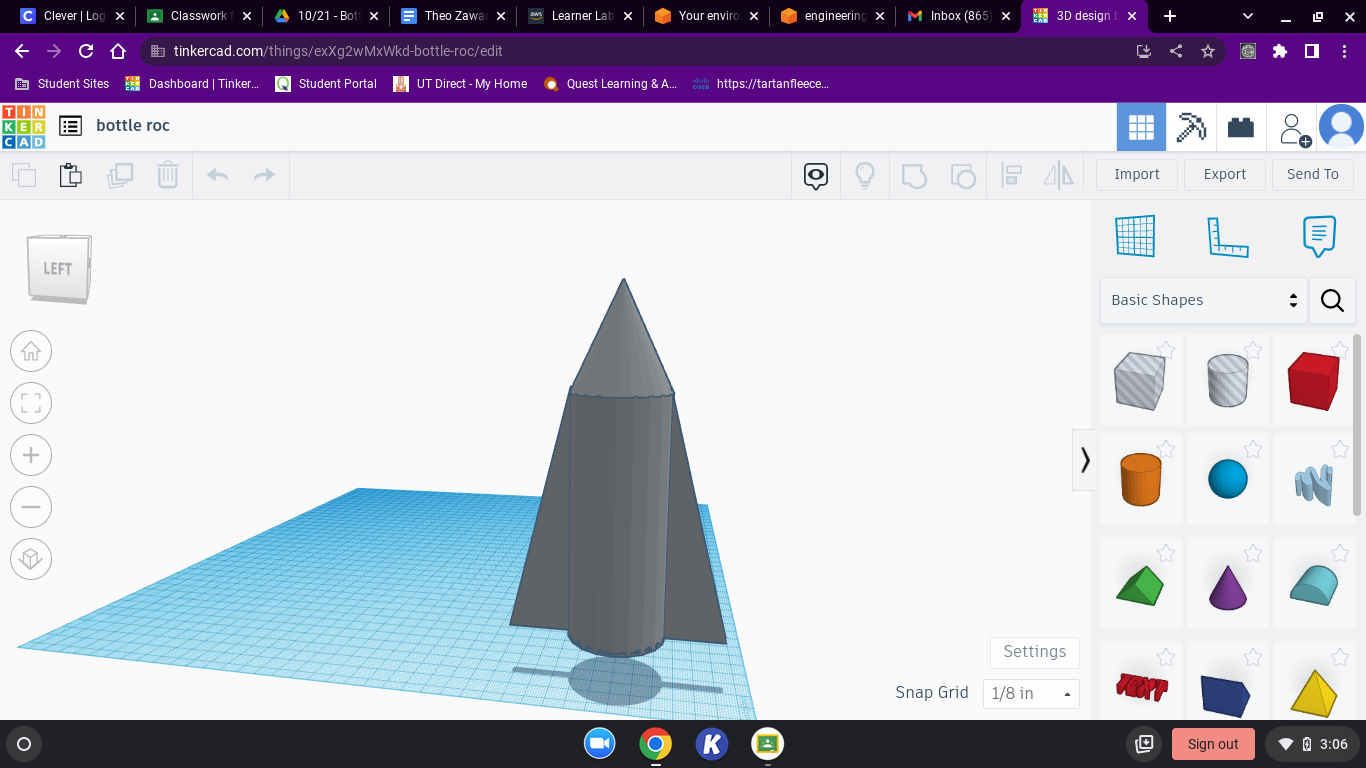 Clever | Log
Classwork f
10/21 - Bot
Theo Zawa
Learner Lab
Your enviro
engineering
Inbox (865)
3D design b
tinkercad.com/things/exXg2wMxWkd-bottle-roc/edit
Student Sites
Dashboard | Tinker...
Student Portal
UT Direct - My Home
Quest Learning & A...
https://tartanfleece...
TIN
KER
CAD
bottle roc
Import
Export
Send To
LEFT
Basic Shapes
TEXT
Settings
Snap Grid
1/8 in
Sign out
3:06